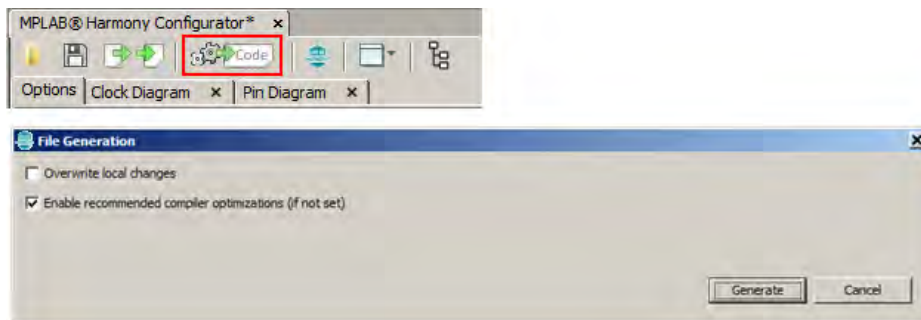 MPLAB® Harmony Configurator* x
Code
Options Clock Diagram x Pin Diagram x
File Generation
Overwrite local changes
Enable recommended compiler optimizations (if not set)
Generate Cancel